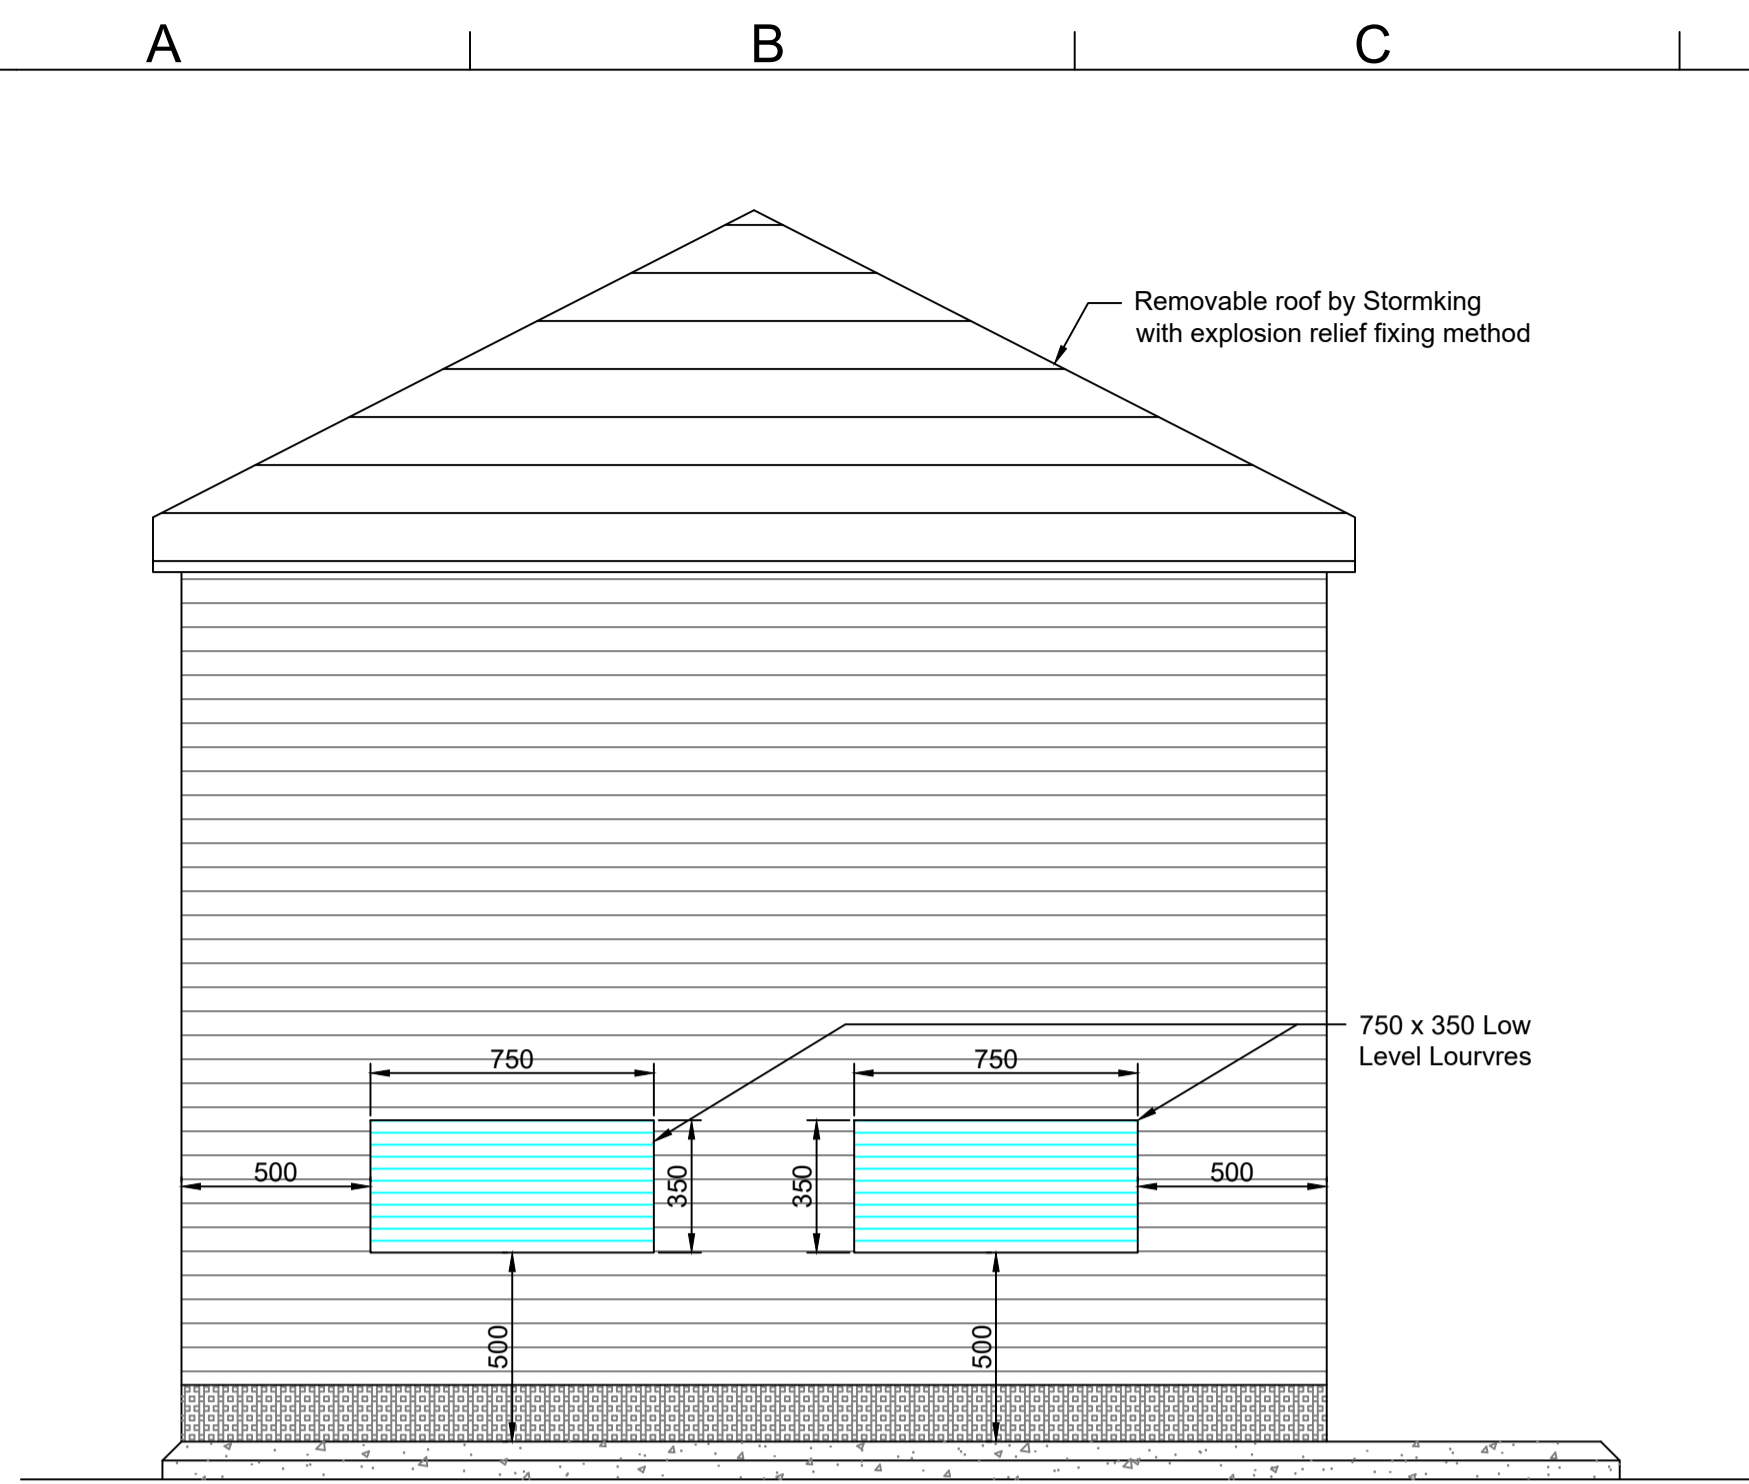 A B C
Removable roof by Stormking
with explosion relief fixing method
750 x 350 Low
Level Lourvres
750 750
500 350 350 500
500 500